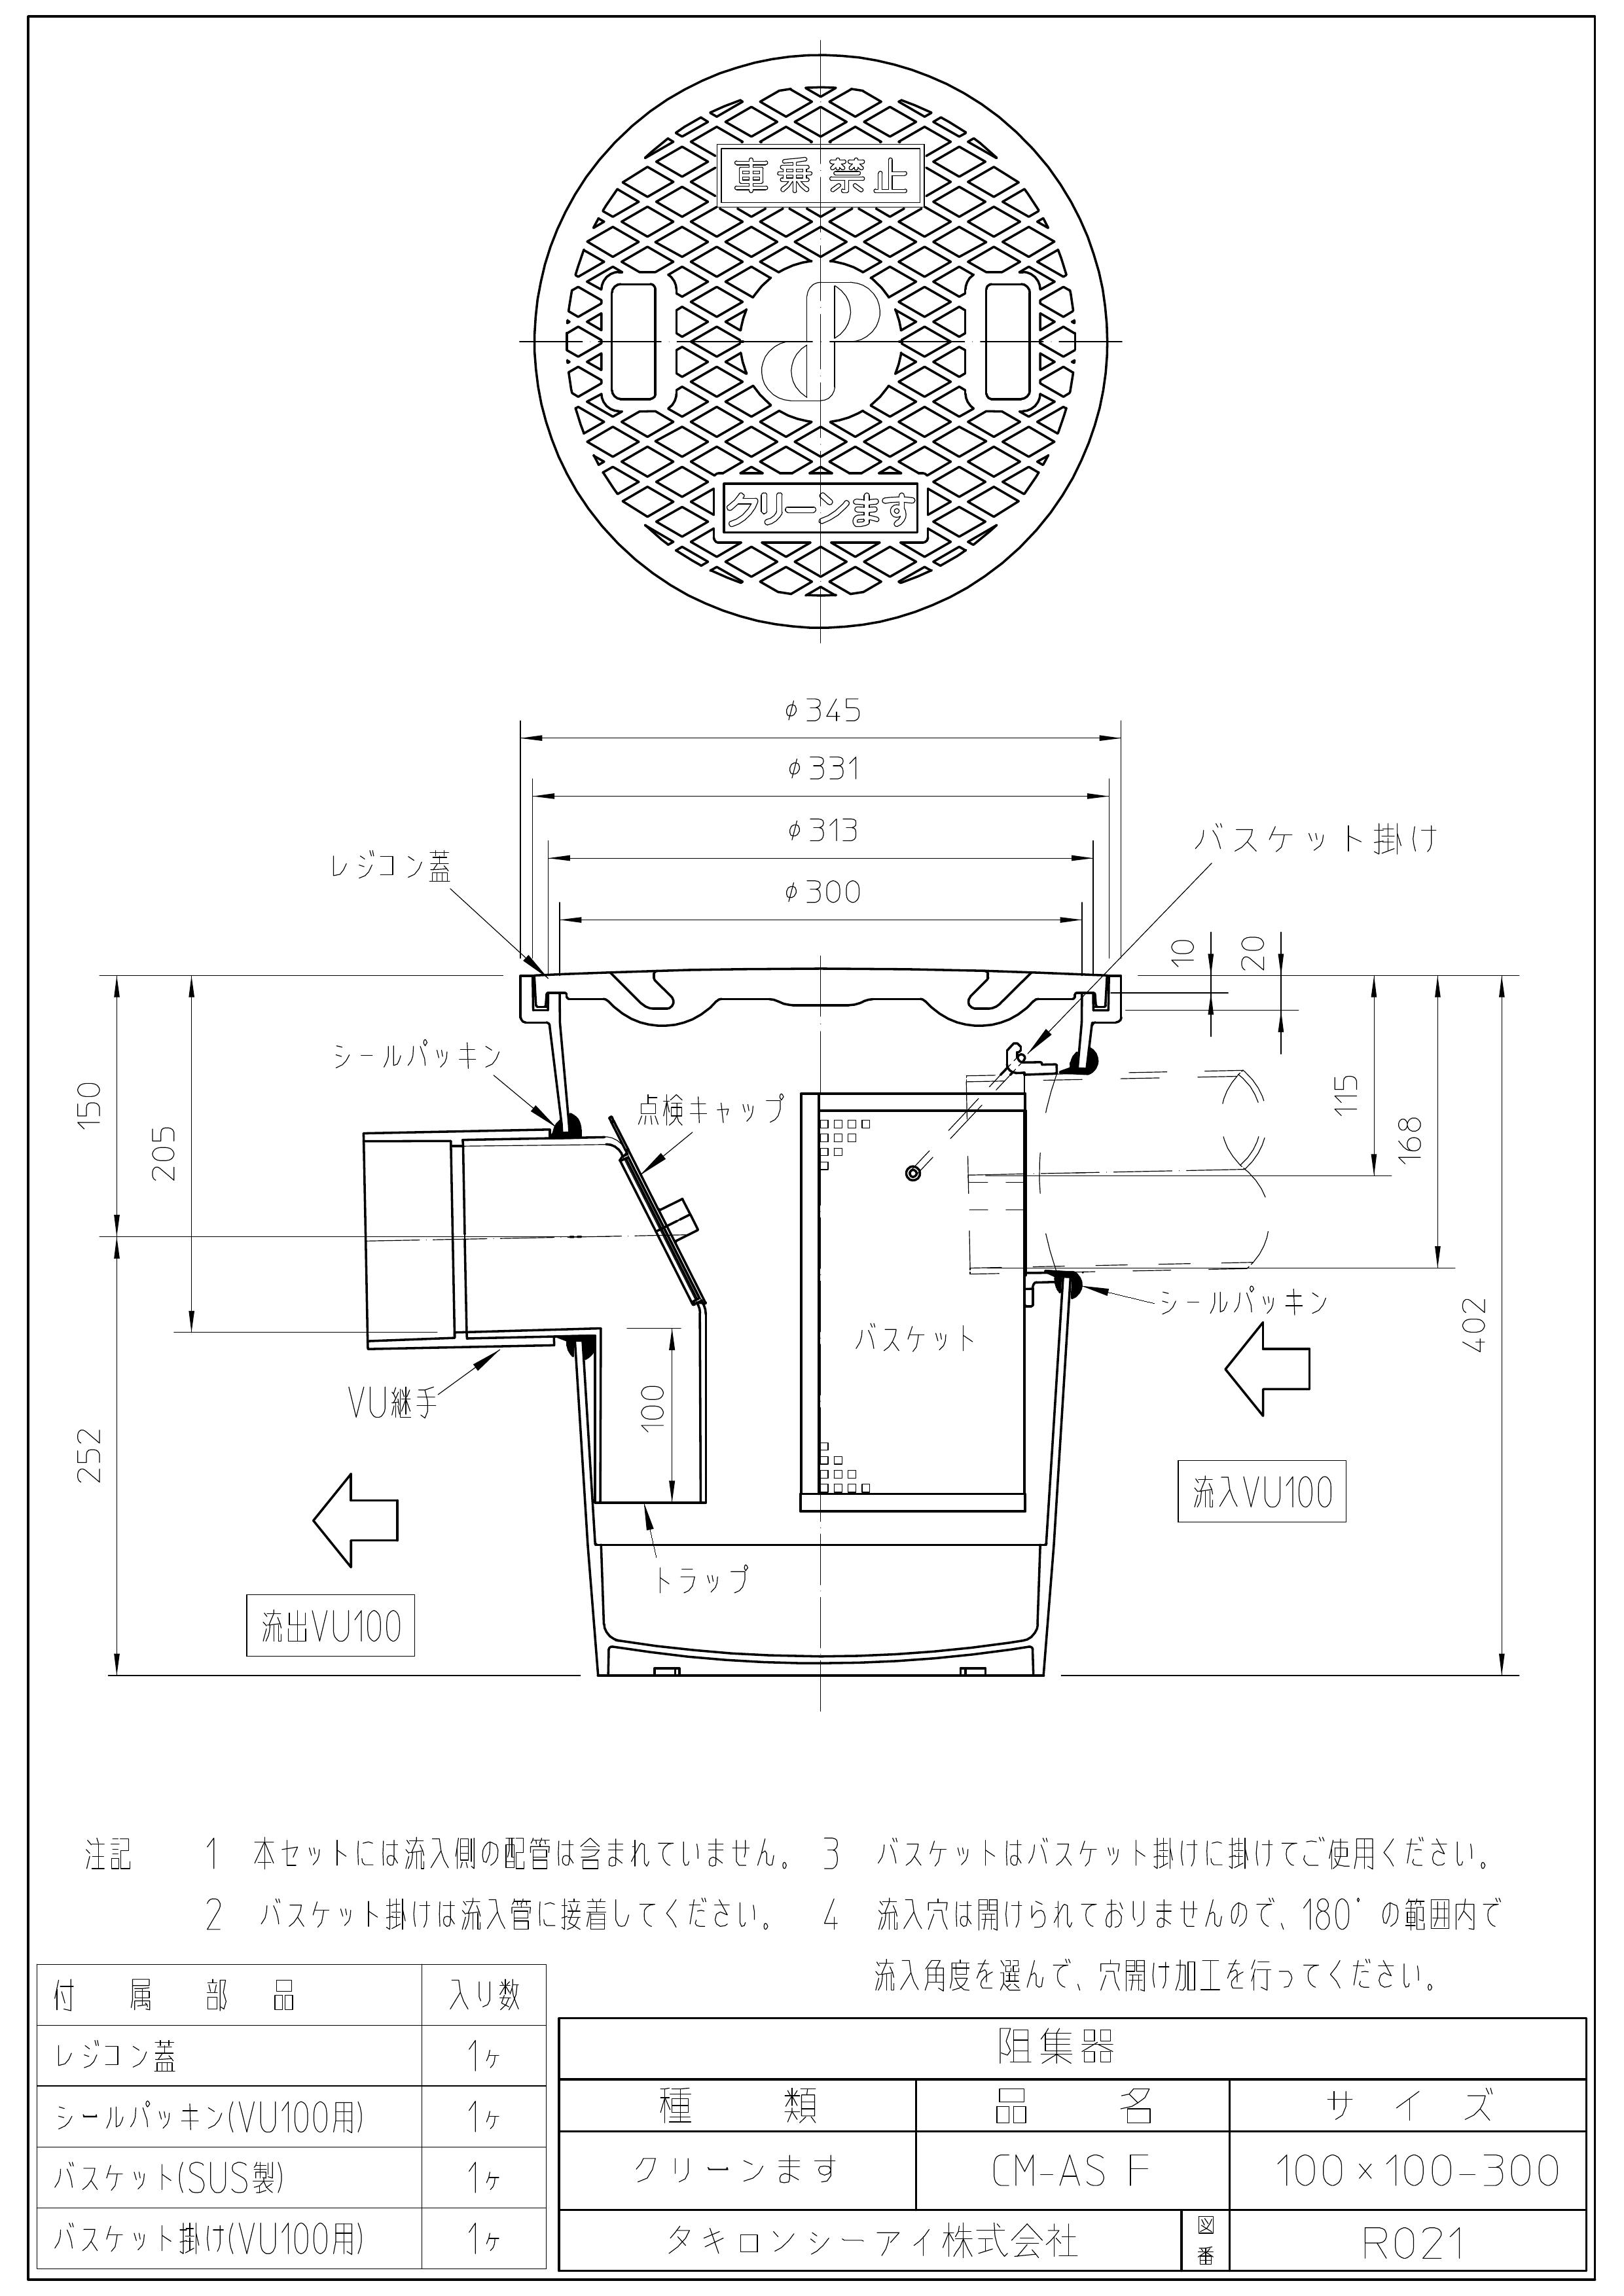 車乗禁止
クリーンます
φ345
φ331
φ313
φ300
バスケット掛け
レジコン蓋
10
20
シールパッキン
点検キャップ
150
205
115
168
402
シールパッキン
バスケット
VU継手
100
252
流入VU100
トラップ
流出VU100
注記 1 本セットには流入側の配管は含まれていません。
2 バスケット掛けは流入管に接着してください。
3 バスケットはバスケット掛けに掛けてご使用ください。
4 流入穴は開けられておりませんので、180°の範囲内で
流入角度を選んで、穴開け加工を行ってください。
付属部品 入り数
レジコン蓋 1ヶ
シールパッキン(VU100用) 1ヶ
バスケット(SUS製) 1ヶ
バスケット掛け(VU100用) 1ヶ
阻集器
種類 品名 サイズ
クリーンます CM-AS F 100×100-300
タキロンシーアイ株式会社 図番 R021